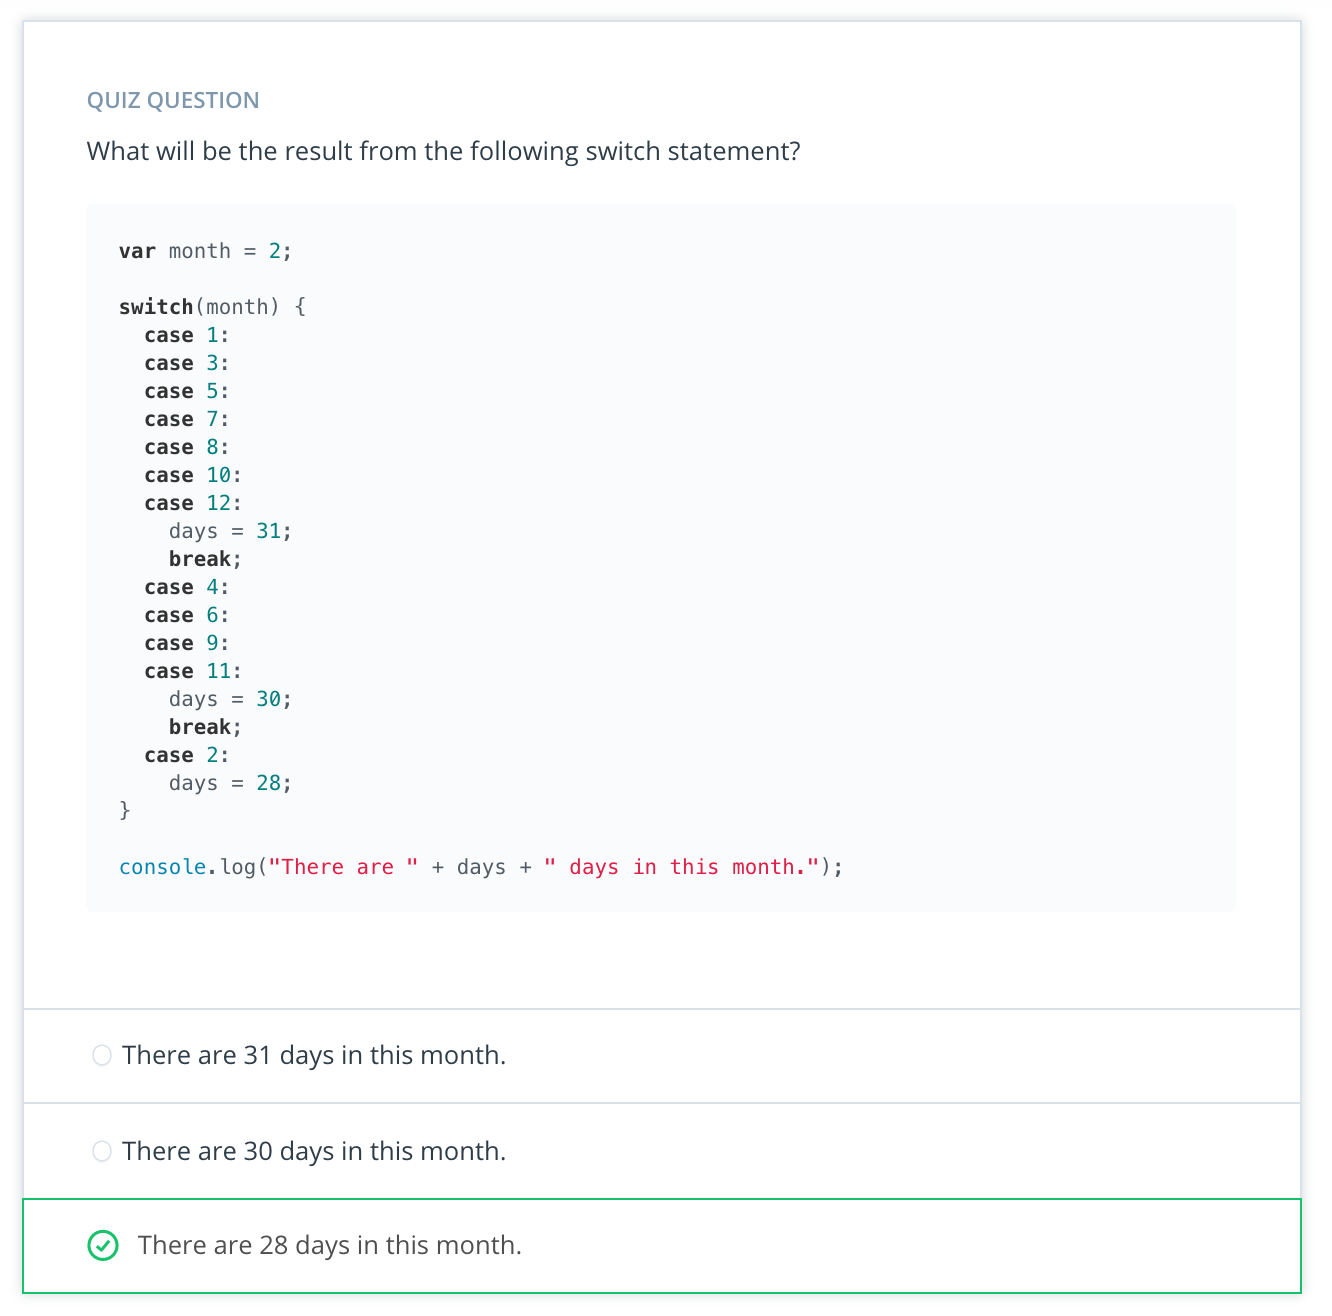 QUIZ QUESTION
What will be the result from the following switch statement?
var month = 2;
switch(month) {
  case 1:
  case 3:
  case 5:
  case 7:
  case 8:
  case 10:
  case 12:
    days = 31;
    break;
  case 4:
  case 6:
  case 9:
  case 11:
    days = 30;
    break;
  case 2:
    days = 28;
}
console.log("There are " + days + " days in this month.");
There are 31 days in this month.
There are 30 days in this month.
There are 28 days in this month.